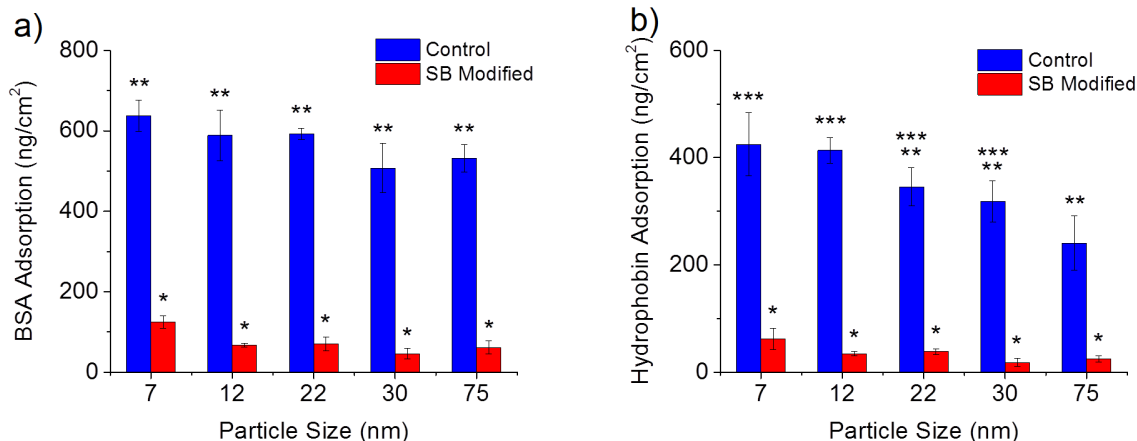 a)
BSA Adsorption (ng/cm²)
800
600
400
200
0
Control
SB Modified
**
**
**
**
**
*
*
*
*
*
7 12 22 30 75
Particle Size (nm)
b)
Hydrophobin Adsorption (ng/cm²)
600
400
200
0
Control
SB Modified
***
***
***
**
***
**
**
*
*
*
*
*
7 12 22 30 75
Particle Size (nm)